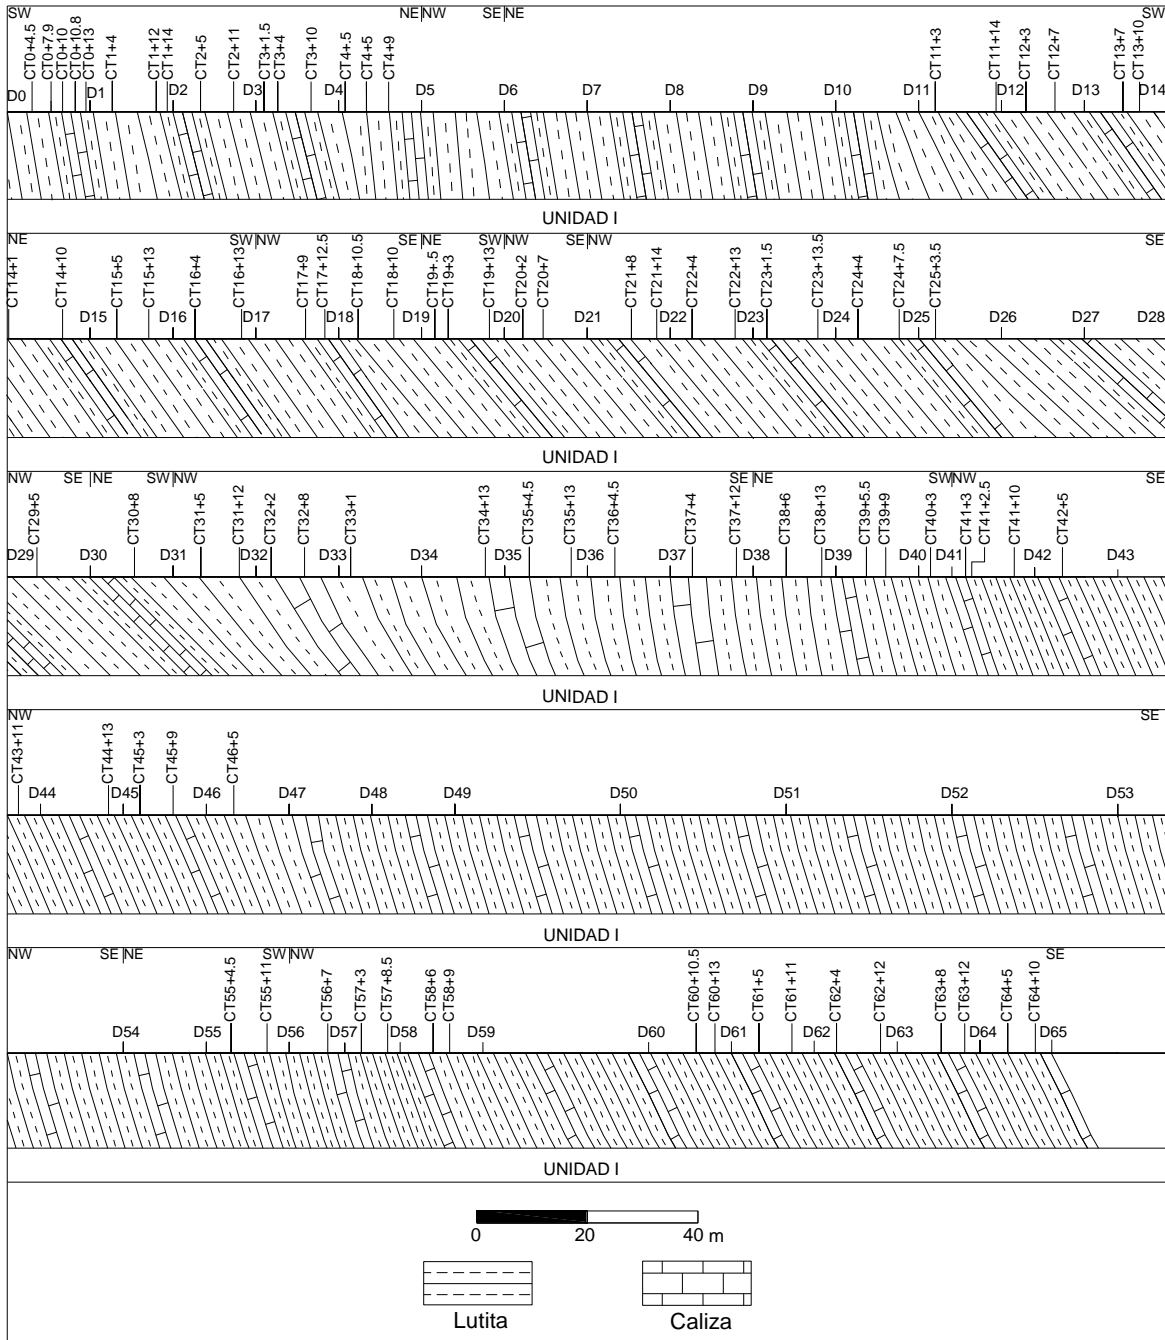 SW NE NW SE NE SW
CT0+4.5 CT0+7.9 CT0+10 CT0+10.8 CT0+13 CT1+4 CT1+12 CT1+14 CT2+5 CT2+11 CT3+1.5 CT3+4 CT3+10 CT4+.5 CT4+5 CT4+9 CT11+3 CT11+14 CT12+3 CT12+7 CT13+7 CT13+10
D0 D1 D2 D3 D4 D5 D6 D7 D8 D9 D10 D11 D12 D13 D14
UNIDAD I
NE SW NW SE NE SW NW SE NW SE
CT14+1 CT14+10 CT15+5 CT15+13 CT16+4 CT16+13 CT17+9 CT17+12.5 CT18+10.5 CT18+10 CT19+.5 CT19+3 CT19+13 CT20+2 CT20+7 CT21+8 CT21+14 CT22+4 CT22+13 CT23+1.5 CT23+13.5 CT24+4 CT24+7.5 CT25+3.5
D15 D16 D17 D18 D19 D20 D21 D22 D23 D24 D25 D26 D27 D28
UNIDAD I
NW SE NE SW NW SE NE SW NW SE
CT29+5 CT30+8 CT31+5 CT31+12 CT32+2 CT32+8 CT33+1 CT34+13 CT35+4.5 CT35+13 CT36+4.5 CT37+4 CT37+12 CT38+6 CT38+13 CT39+5.5 CT39+9 CT40+3 CT41+3 CT41+2.5 CT41+10 CT42+5
D29 D30 D31 D32 D33 D34 D35 D36 D37 D38 D39 D40 D41 D42 D43
UNIDAD I
NW SE
CT43+11 CT44+13 CT45+3 CT45+9 CT46+5
D44 D45 D46 D47 D48 D49 D50 D51 D52 D53
UNIDAD I
NW SE NE SW NW SE
CT55+4.5 CT55+11 CT56+7 CT57+3 CT57+8.5 CT58+6 CT58+9 CT60+10.5 CT60+13 CT61+5 CT61+11 CT62+4 CT62+12 CT63+8 CT63+12 CT64+5 CT64+10
D54 D55 D56 D57 D58 D59 D60 D61 D62 D63 D64 D65
UNIDAD I
0 20 40 m
Lutita Caliza